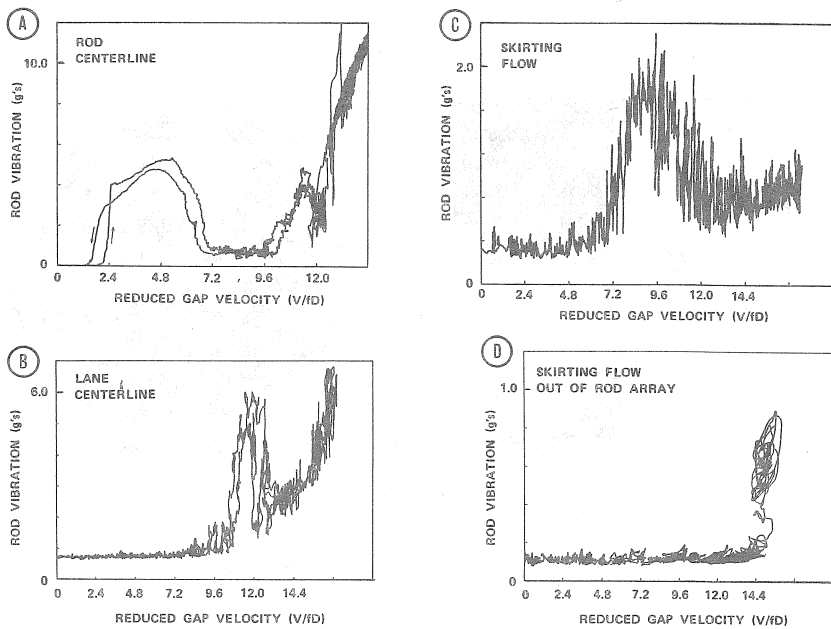 A
ROD
CENTERLINE
10.0
0
ROD VIBRATION (g's)
0 2.4 4.8 7.2 9.6 12.0
REDUCED GAP VELOCITY (V/fD)
B
LANE
CENTERLINE
6.0
0
ROD VIBRATION (g's)
0 2.4 4.8 7.2 9.6 12.0 14.4
REDUCED GAP VELOCITY (V/fD)
C
SKIRTING
FLOW
2.0
0
ROD VIBRATION (g's)
0 2.4 4.8 7.2 9.6 12.0 14.4
REDUCED GAP VELOCITY (V/fD)
D
SKIRTING FLOW
OUT OF ROD ARRAY
1.0
0
ROD VIBRATION (g's)
0 2.4 4.8 7.2 9.6 12.0 14.4
REDUCED GAP VELOCITY (V/fD)